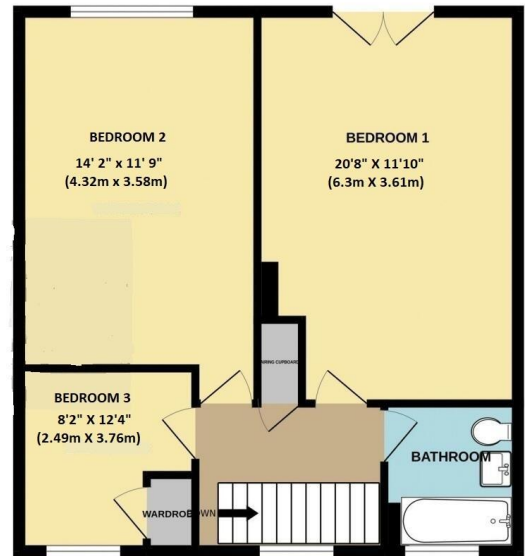 BEDROOM 2
14' 2" x 11' 9"
(4.32m x 3.58m)
BEDROOM 1
20'8" X 11'10"
(6.3m X 3.61m)
BEDROOM 3
8'2" X 12'4"
(2.49m X 3.76m)
CUPBOARD
BATHROOM
WARDROBE
DOWN